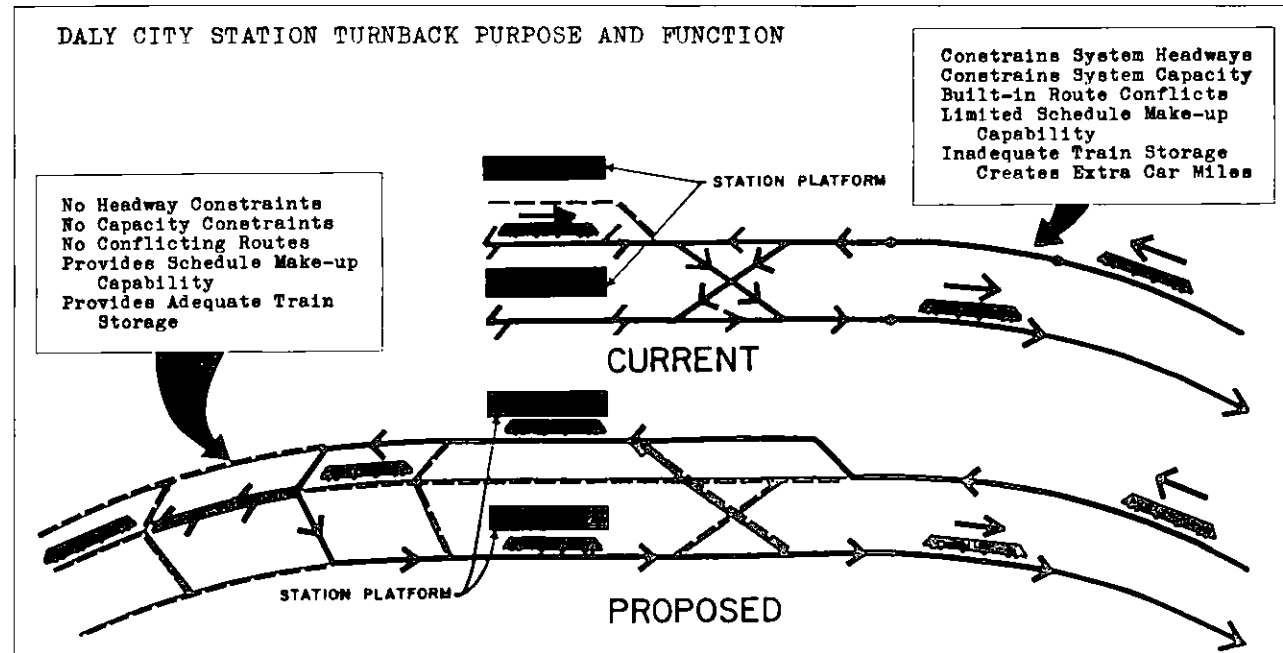 DALY CITY STATION TURNBACK PURPOSE AND FUNCTION
Constrains System Headways
Constrains System Capacity
Built-in Route Conflicts
Limited Schedule Make-up
Capability
Inadequate Train Storage
Creates Extra Car Miles
STATION PLATFORM
No Headway Constraints
No Capacity Constraints
No Conflicting Routes
Provides Schedule Make-up
Capability
Provides Adequate Train
Storage
CURRENT
STATION PLATFORM
PROPOSED